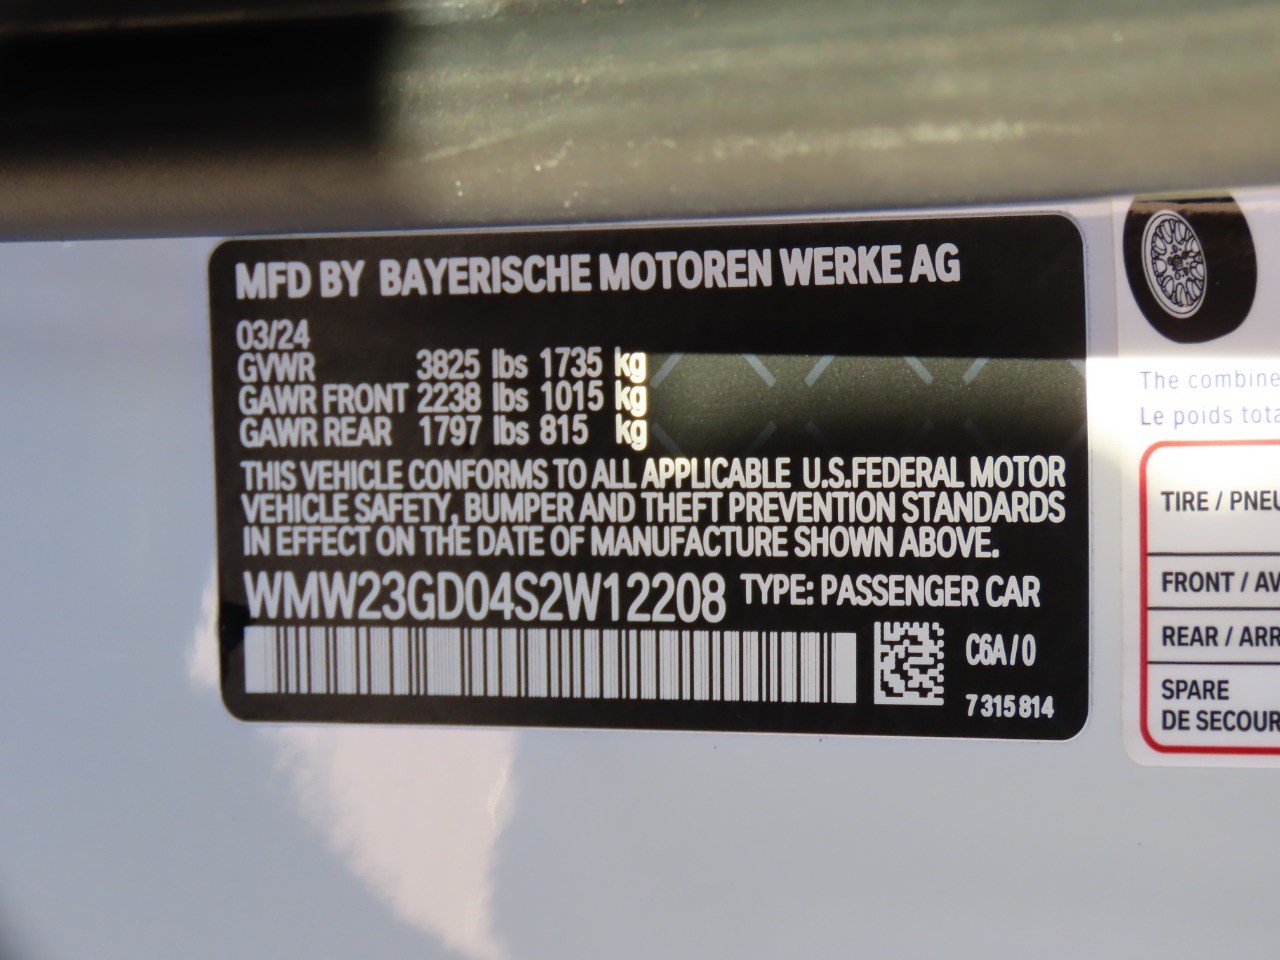 MFD BY BAYERISCHE MOTOREN WERKE AG
03/24
GVWR 3825 lbs 1735 kg
GAWR FRONT 2238 lbs 1015 kg
GAWR REAR 1797 lbs 815 kg
THIS VEHICLE CONFORMS TO ALL APPLICABLE U.S.FEDERAL MOTOR
VEHICLE SAFETY, BUMPER AND THEFT PREVENTION STANDARDS
IN EFFECT ON THE DATE OF MANUFACTURE SHOWN ABOVE.
WMW23GD04S2W12208 TYPE: PASSENGER CAR
C6A/0
7315814
The combine
Le poids tota
TIRE / PNEU
FRONT / AV
REAR / ARR
SPARE
DE SECOUR